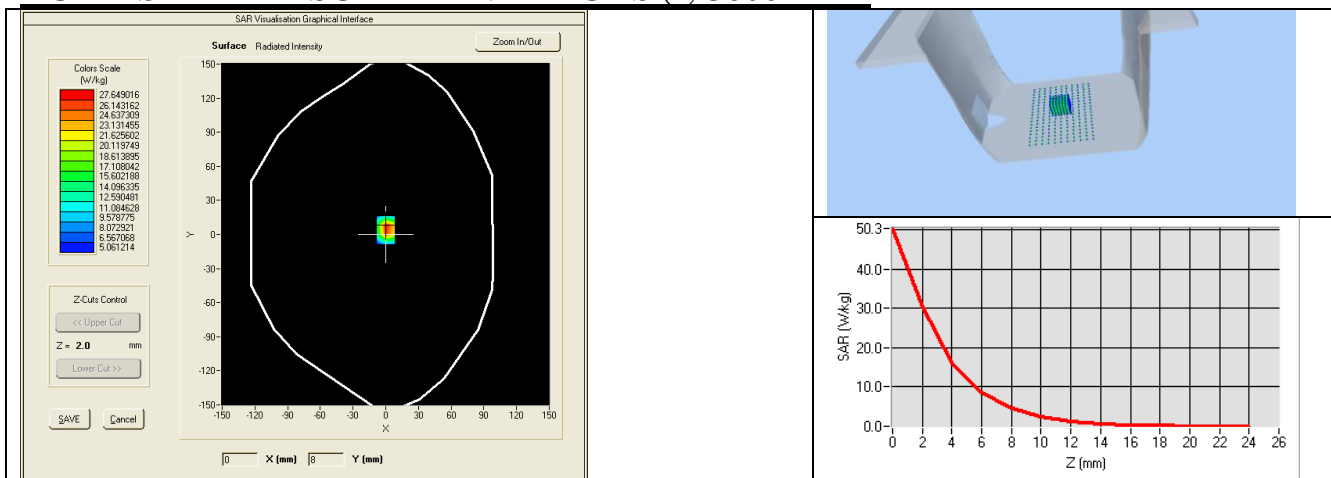 SAR Visualisation Graphical Interface
Surface Radiated Intensity
Zoom In/Out
Colors Scale
(W/kg)
27.649016
26.143162
24.637309
23.131455
21.625602
20.119749
18.613895
17.108042
15.602188
14.096335
12.590481
11.084628
9.578775
8.072921
6.567068
5.061214
Z-Cuts Control
<< Upper Cut
Z = 2.0 mm
Lower Cut >>
SAVE Cancel
150-
120-
90-
60-
30-
Y 0-
-30-
-60-
-90-
-120-
-150-
-150 -120 -90 -60 -30 0 30 60 90 120 150
X
0 X (mm) 8 Y (mm)
50.3-
40.0-
30.0-
20.0-
10.0-
0.0-
SAR (W/kg)
0 2 4 6 8 10 12 14 16 18 20 22 24 26
Z (mm)